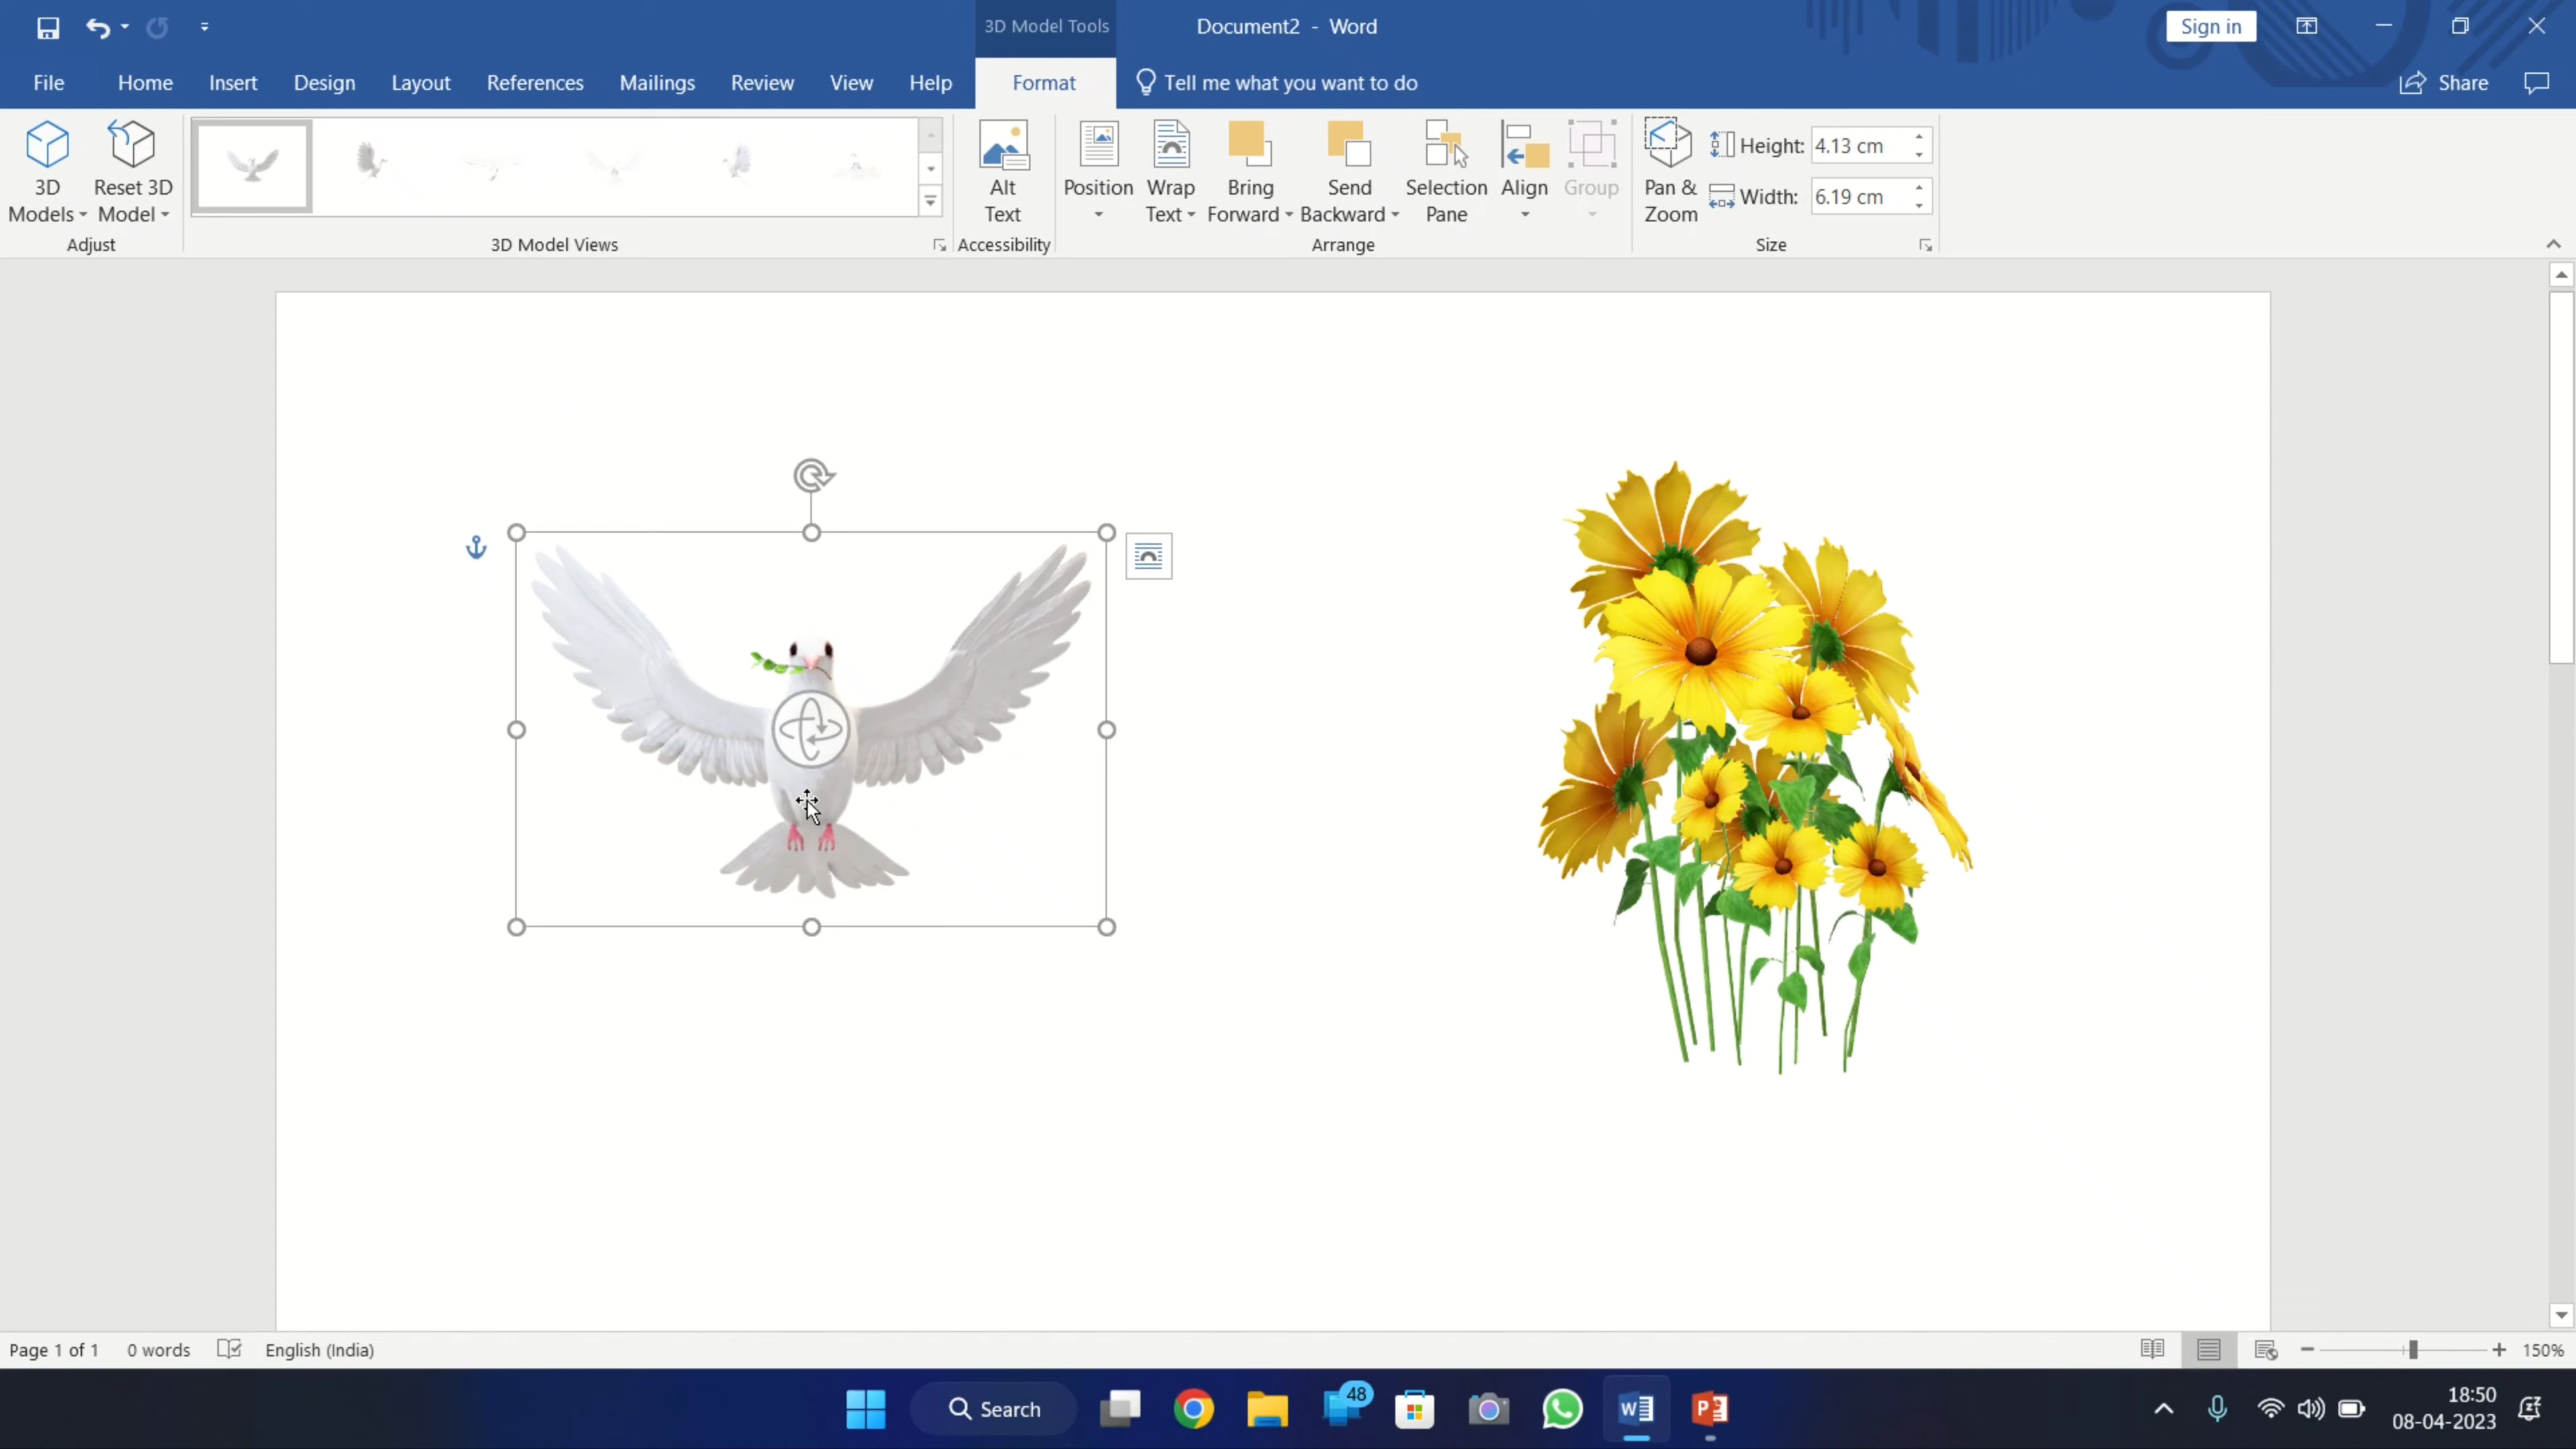 3D Model Tools
Document2 - Word
Sign in
File Home Insert Design Layout References Mailings Review View Help Format Tell me what you want to do Share
3D Models
Reset 3D Model
Adjust
3D Model Views
Alt Text
Accessibility
Position
Wrap Text
Bring Forward
Send Backward
Selection Pane
Align
Group
Arrange
Pan & Zoom
Height: 4.13 cm
Width: 6.19 cm
Size
Page 1 of 1 0 words English (India) 150%
Search
48
18:50
08-04-2023